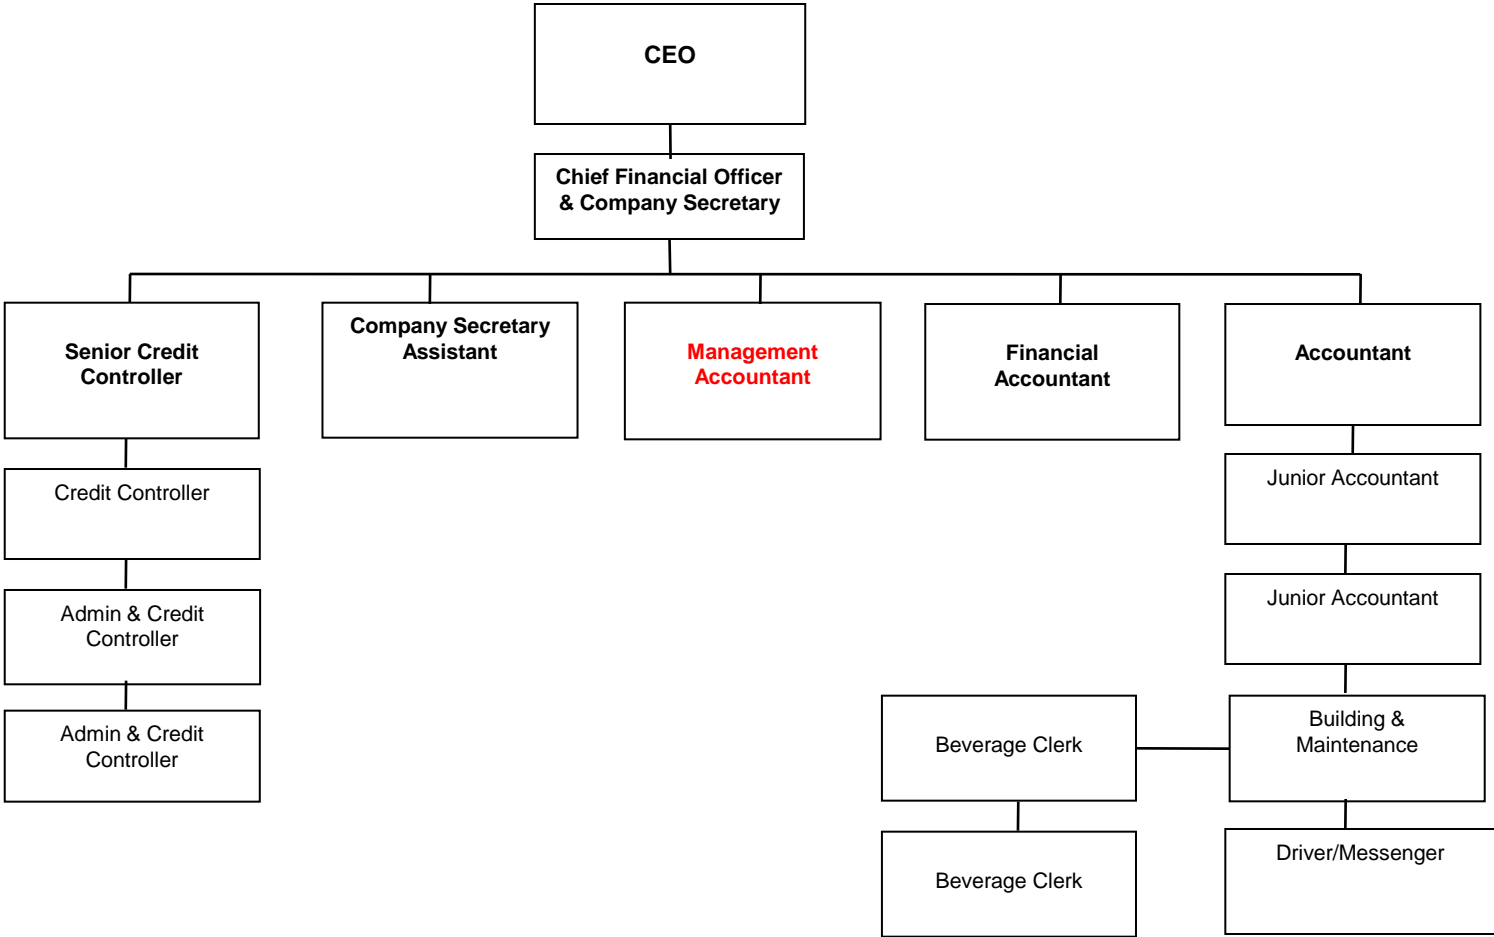 CEO
Chief Financial Officer
& Company Secretary
Senior Credit
Controller
Company Secretary
Assistant
Management
Accountant
Financial
Accountant
Accountant
Credit Controller
Junior Accountant
Admin & Credit
Controller
Junior Accountant
Admin & Credit
Controller
Beverage Clerk
Building &
Maintenance
Beverage Clerk
Driver/Messenger